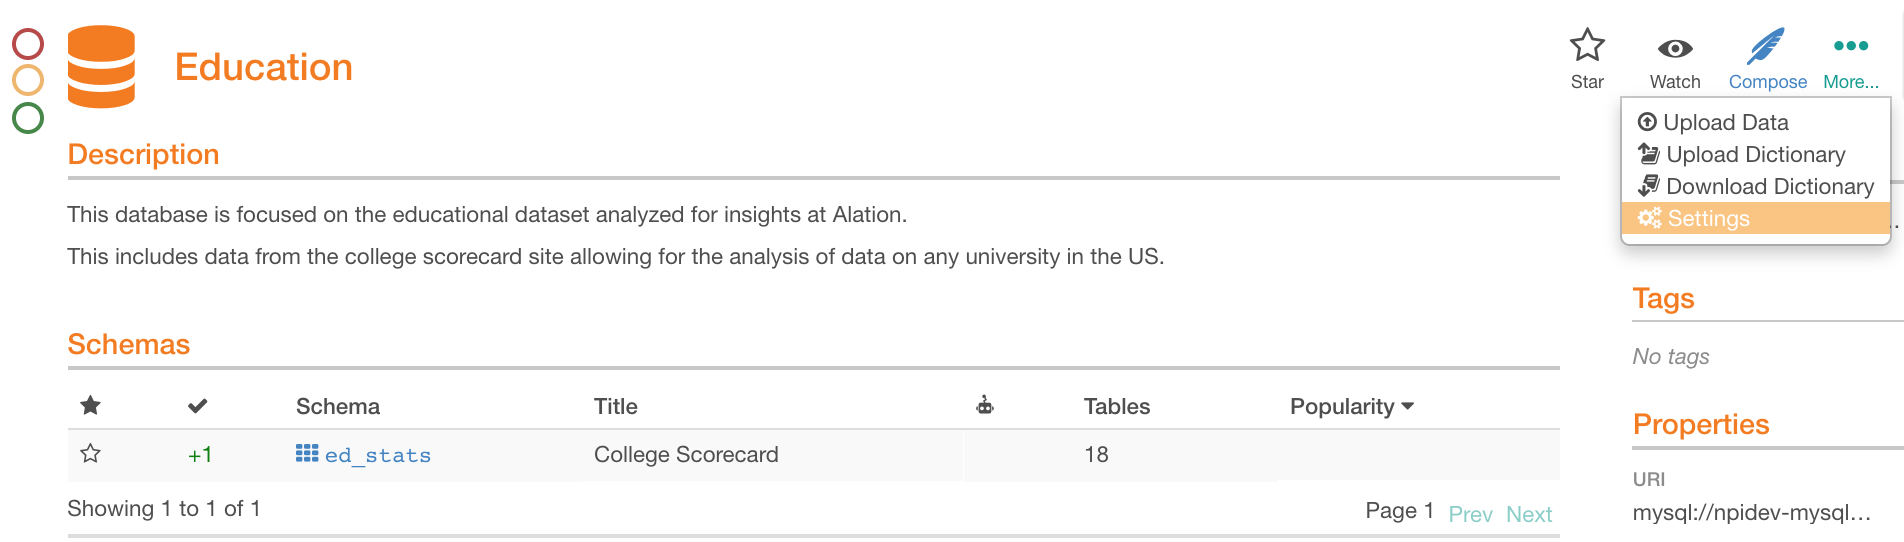 Education
Star
Watch
Compose
More...
Upload Data
Upload Dictionary
Download Dictionary
Settings
Description
This database is focused on the educational dataset analyzed for insights at Alation.
This includes data from the college scorecard site allowing for the analysis of data on any university in the US.
Schemas
Schema Title Tables Popularity
+1 ed_stats College Scorecard 18
Showing 1 to 1 of 1
Page 1 Prev Next
Tags
No tags
Properties
URI
mysql://npidev-mysql...